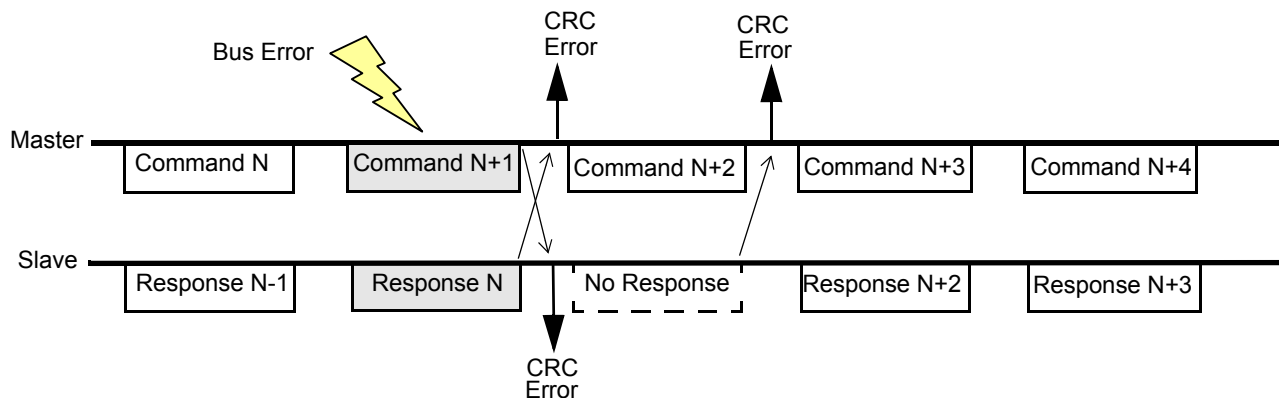 CRC
Error
CRC
Error
Bus Error
Master
Command N
Command N+1
Command N+2
Command N+3
Command N+4
Slave
Response N-1
Response N
No Response
Response N+2
Response N+3
CRC
Error